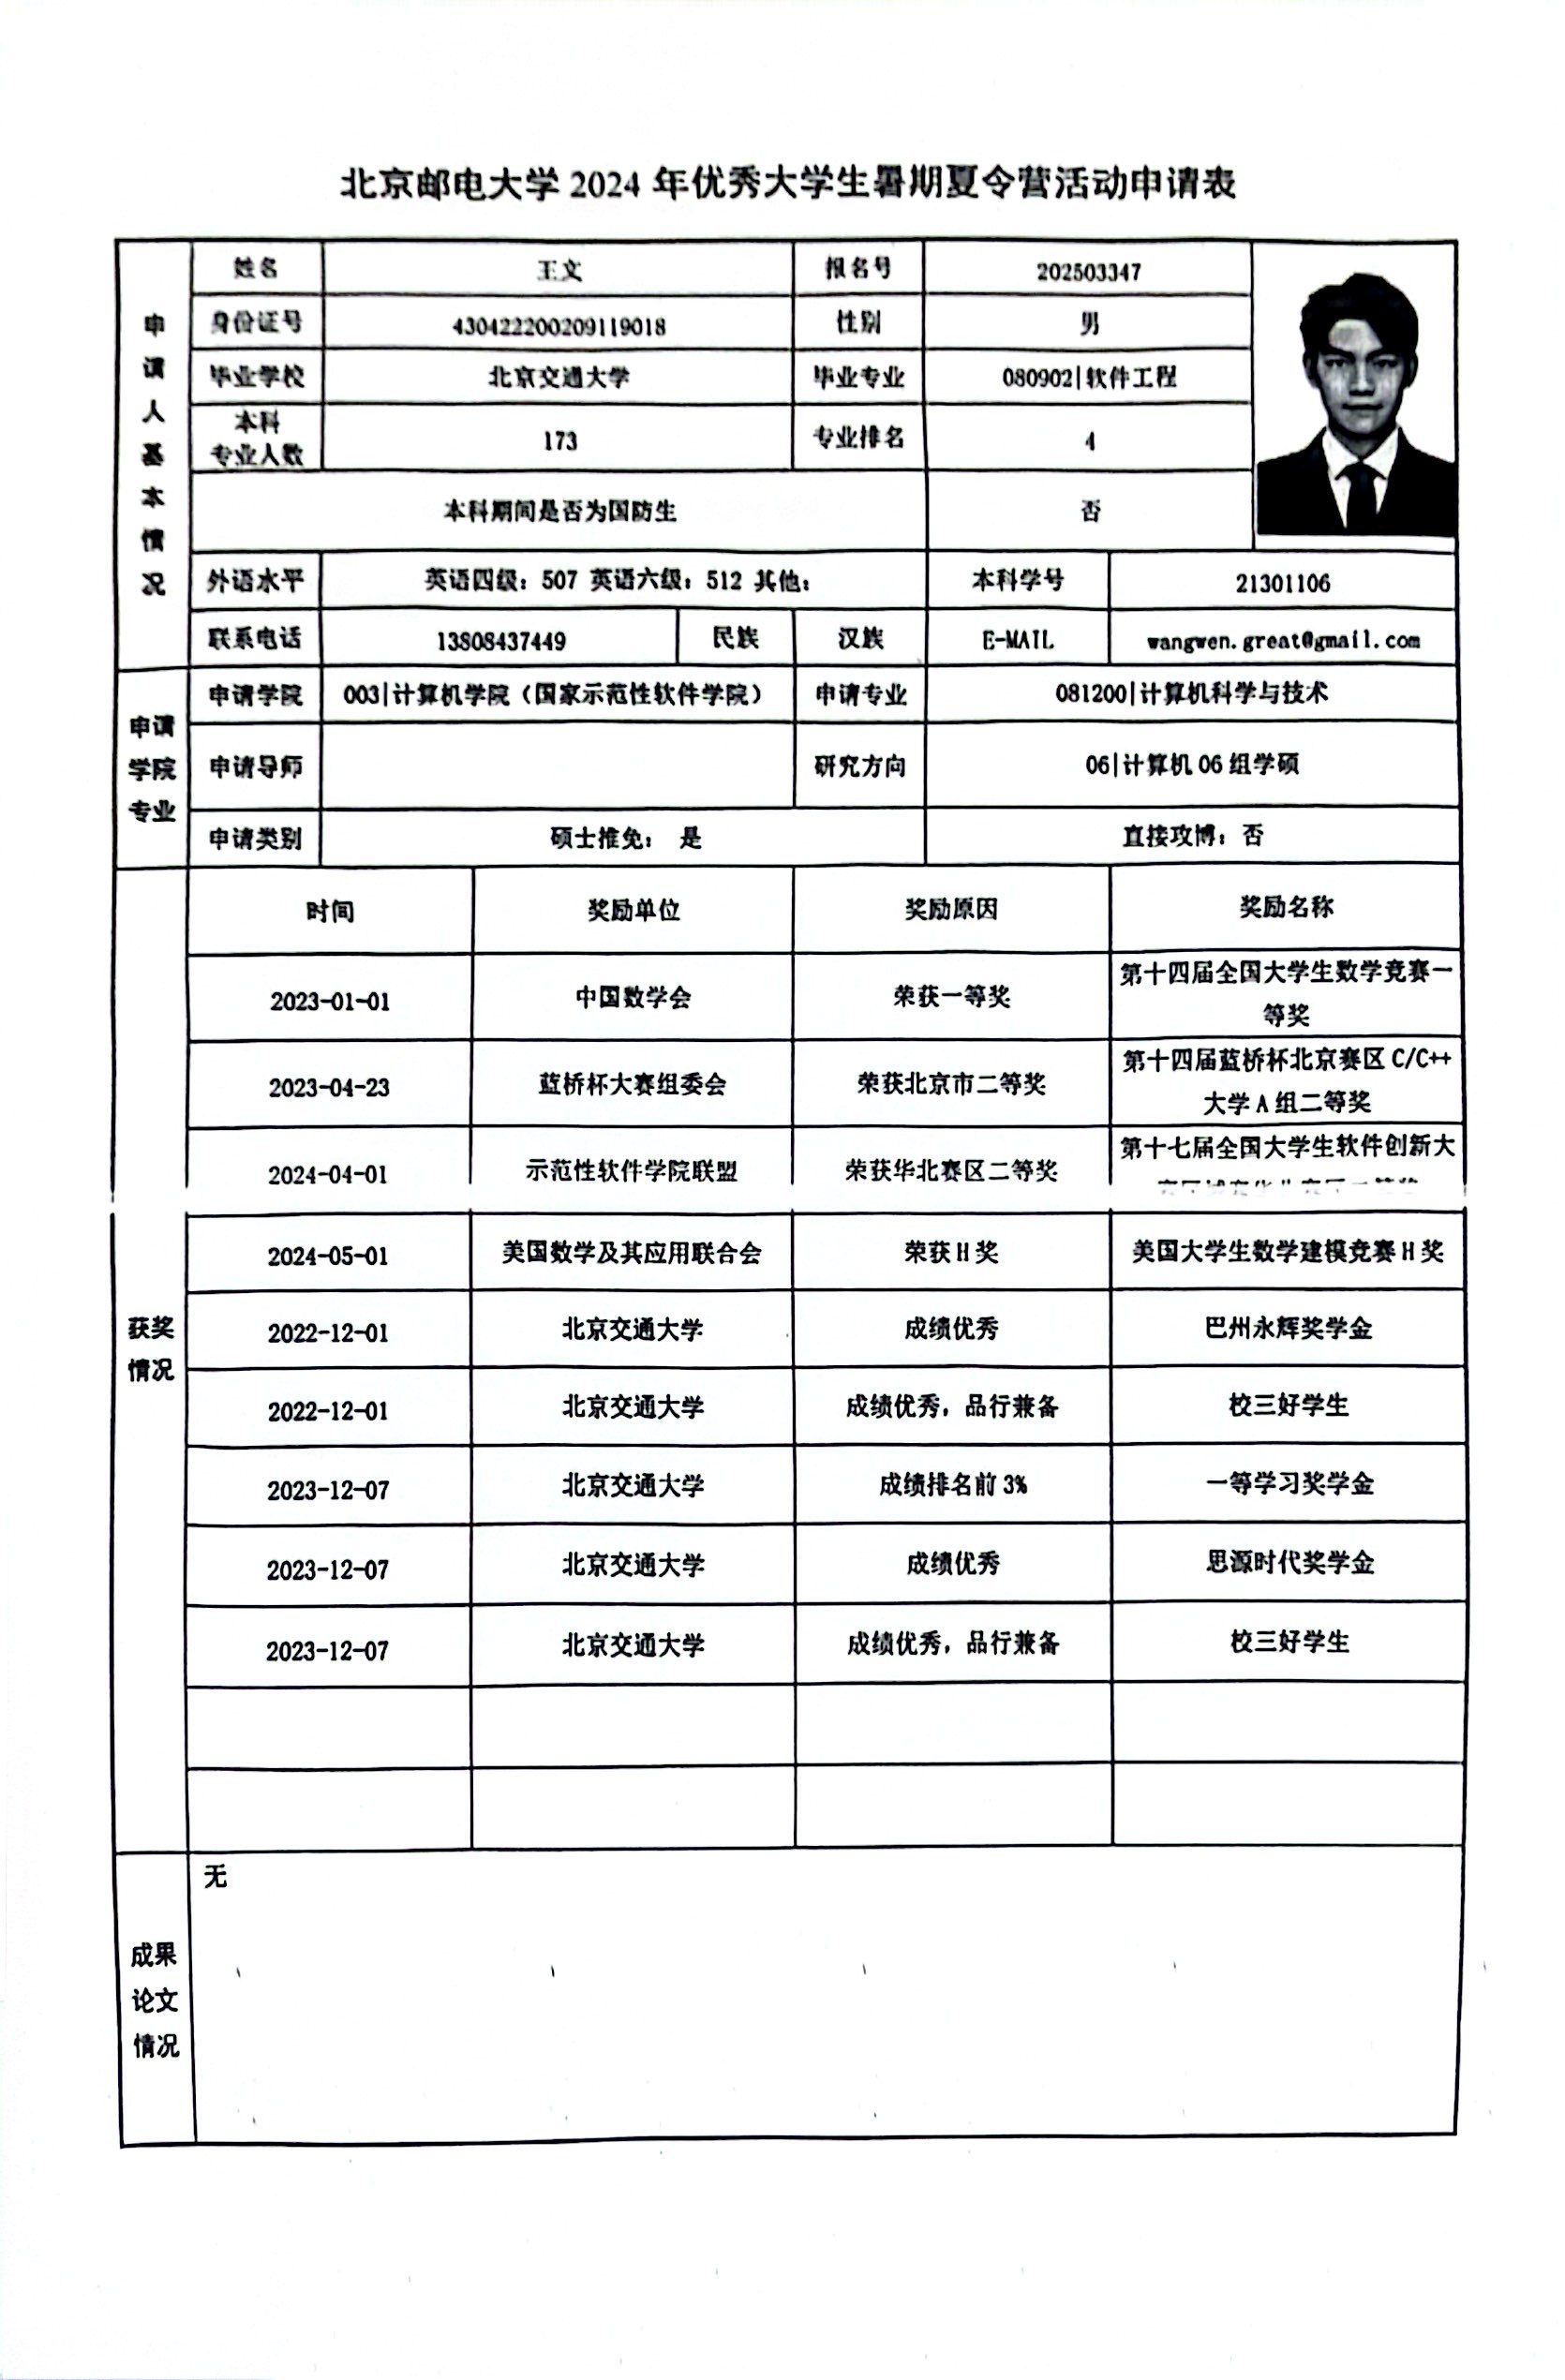 北京邮电大学 2024 年优秀大学生暑期夏令营活动申请表
申请人基本情况
姓名 王文 报名号 202503347
身份证号 430422200209119018 性别 男
毕业学校 北京交通大学 毕业专业 080902|软件工程
本科
专业人数 173 专业排名 4
本科期间是否为国防生 否
外语水平 英语四级：507 英语六级：512 其他： 本科学号 21301106
联系电话 13808437449 民族 汉族 E-MAIL wangwen.great@gmail.com
申请
学院
专业
申请学院 003|计算机学院（国家示范性软件学院） 申请专业 081200|计算机科学与技术
申请导师 研究方向 06|计算机 06 组学硕
申请类别 硕士推免： 是 直接攻博：否
时间 奖励单位 奖励原因 奖励名称
2023-01-01 中国数学会 荣获一等奖 第十四届全国大学生数学竞赛一
等奖
2023-04-23 蓝桥杯大赛组委会 荣获北京市二等奖 第十四届蓝桥杯北京赛区 C/C++
大学 A 组二等奖
2024-04-01 示范性软件学院联盟 荣获华北赛区二等奖 第十七届全国大学生软件创新大
2024-05-01 美国数学及其应用联合会 荣获 H 奖 美国大学生数学建模竞赛 H 奖
获奖
情况
2022-12-01 北京交通大学 成绩优秀 巴州永辉奖学金
2022-12-01 北京交通大学 成绩优秀，品行兼备 校三好学生
2023-12-07 北京交通大学 成绩排名前 3% 一等学习奖学金
2023-12-07 北京交通大学 成绩优秀 思源时代奖学金
2023-12-07 北京交通大学 成绩优秀，品行兼备 校三好学生
成果
论文
情况
无